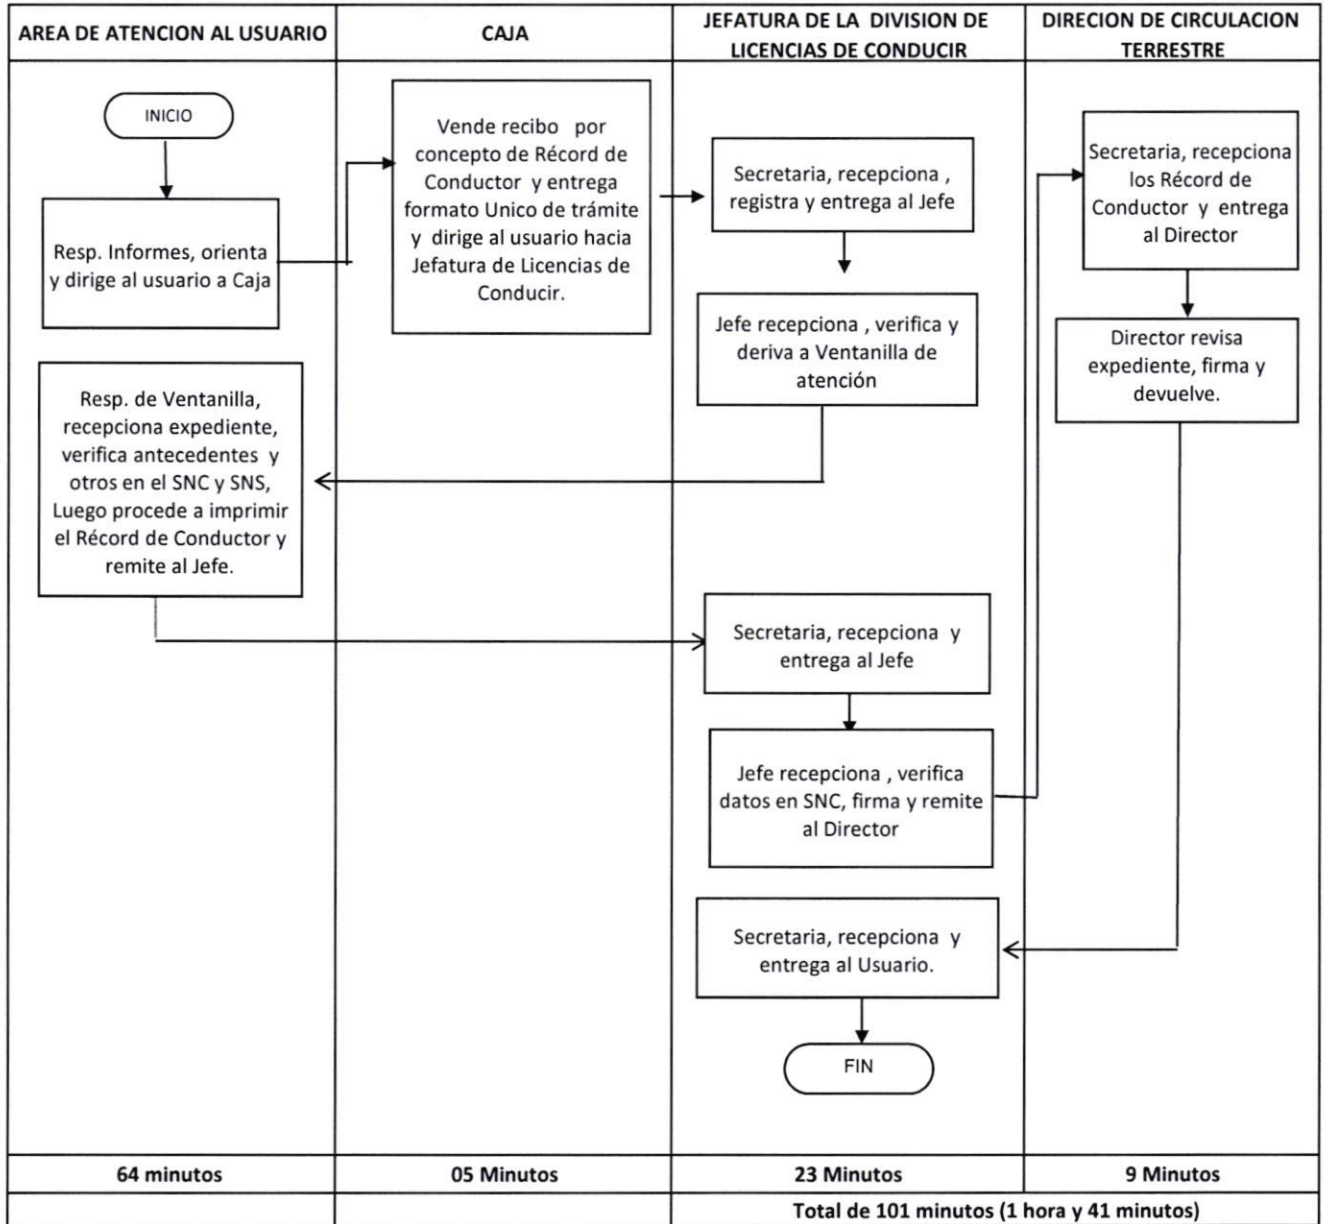 AREA DE ATENCION AL USUARIO
CAJA
JEFATURA DE LA DIVISION DE
LICENCIAS DE CONDUCIR
DIRECION DE CIRCULACION
TERRESTRE
INICIO
Resp. Informes, orienta
y dirige al usuario a Caja
Vende recibo por
concepto de Récord de
Conductor y entrega
formato Unico de trámite
y dirige al usuario hacia
Jefatura de Licencias de
Conducir.
Secretaria, recepciona ,
registra y entrega al Jefe
Jefe recepciona , verifica y
deriva a Ventanilla de
atención
Resp. de Ventanilla,
recepciona expediente,
verifica antecedentes y
otros en el SNC y SNS,
Luego procede a imprimir
el Récord de Conductor y
remite al Jefe.
Secretaria, recepciona y
entrega al Jefe
Jefe recepciona , verifica
datos en SNC, firma y remite
al Director
Secretaria, recepciona
los Récord de
Conductor y entrega
al Director
Director revisa
expediente, firma y
devuelve.
Secretaria, recepciona y
entrega al Usuario.
FIN
64 minutos
05 Minutos
23 Minutos
9 Minutos
Total de 101 minutos (1 hora y 41 minutos)